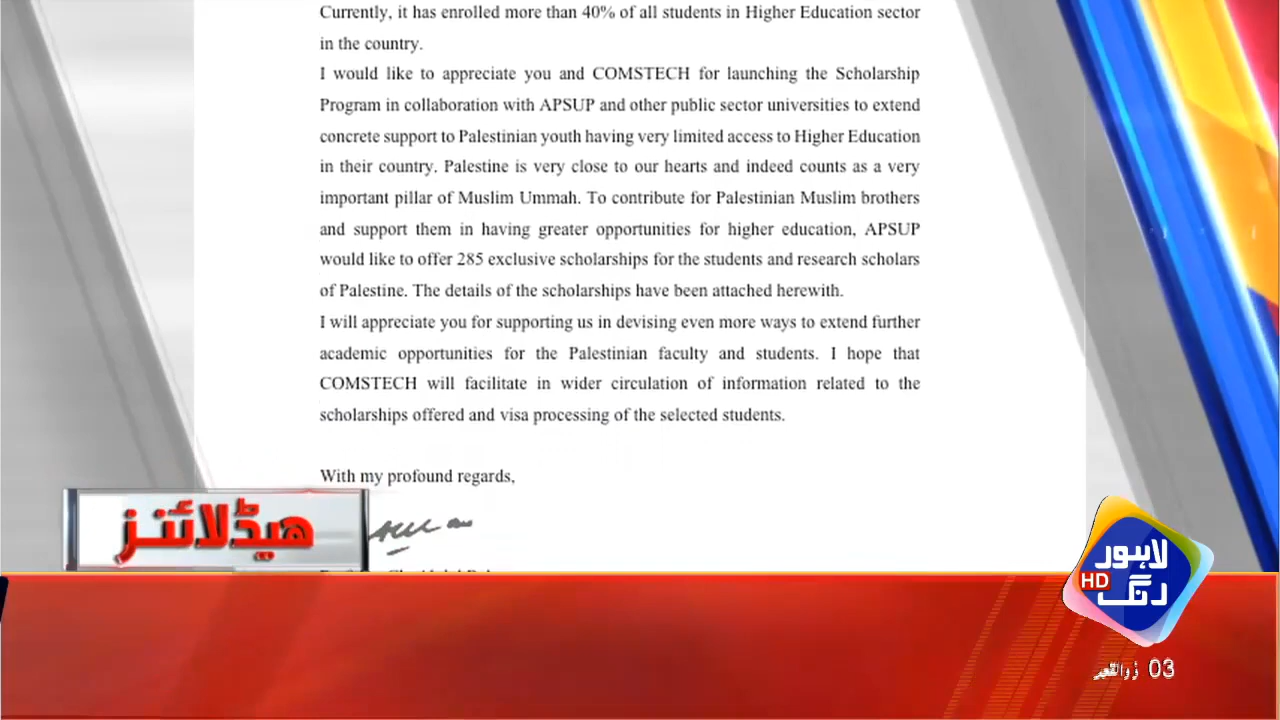 Currently, it has enrolled more than 40% of all students in Higher Education sector
in the country.
I would like to appreciate you and COMSTECH for launching the Scholarship
Program in collaboration with APSUP and other public sector universities to extend
concrete support to Palestinian youth having very limited access to Higher Education
in their country. Palestine is very close to our hearts and indeed counts as a very
important pillar of Muslim Ummah. To contribute for Palestinian Muslim brothers
and support them in having greater opportunities for higher education, APSUP
would like to offer 285 exclusive scholarships for the students and research scholars
of Palestine. The details of the scholarships have been attached herewith.
I will appreciate you for supporting us in devising even more ways to extend further
academic opportunities for the Palestinian faculty and students. I hope that
COMSTECH will facilitate in wider circulation of information related to the
scholarships offered and visa processing of the selected students.
With my profound regards,
ہیڈلائنز
لاہور
رنگ HD
03 ذوالقعدہ